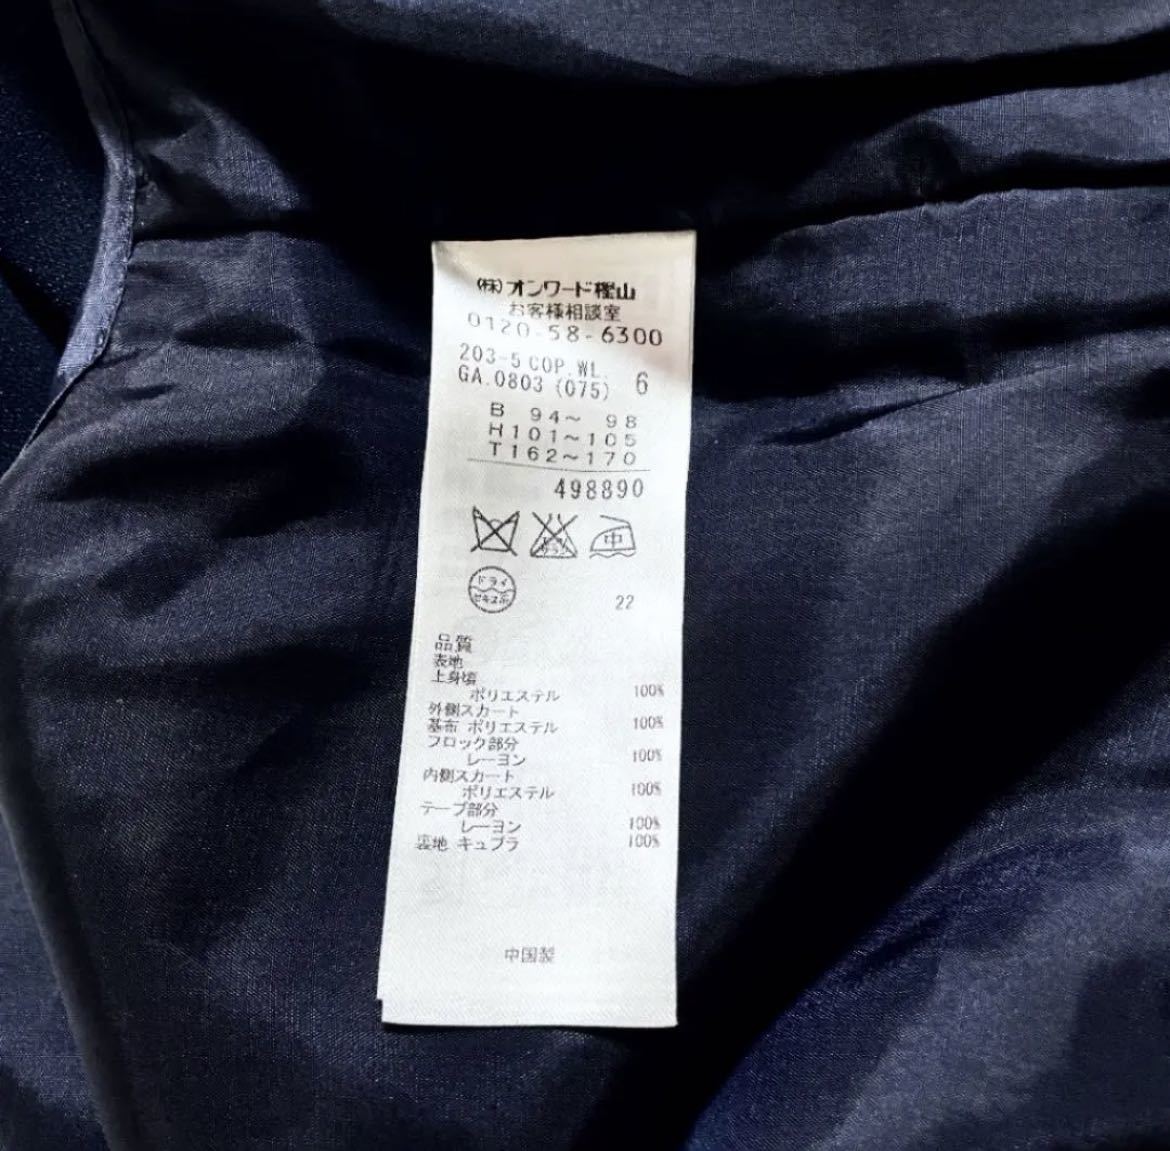 ㈱オンワード樫山
お客様相談室
0120-58-6300
203-5 COP.WL.
GA.0803 (075) 6
B 94~ 98
H101~105
T162~170
498890
中
ドライ
セキユ系
22
品質
表地
上身頃
ポリエステル 100%
外側スカート
基布 ポリエステル 100%
フロック部分
レーヨン 100%
内側スカート
ポリエステル 100%
テープ部分
レーヨン 100%
裏地 キュプラ 100%
中国製